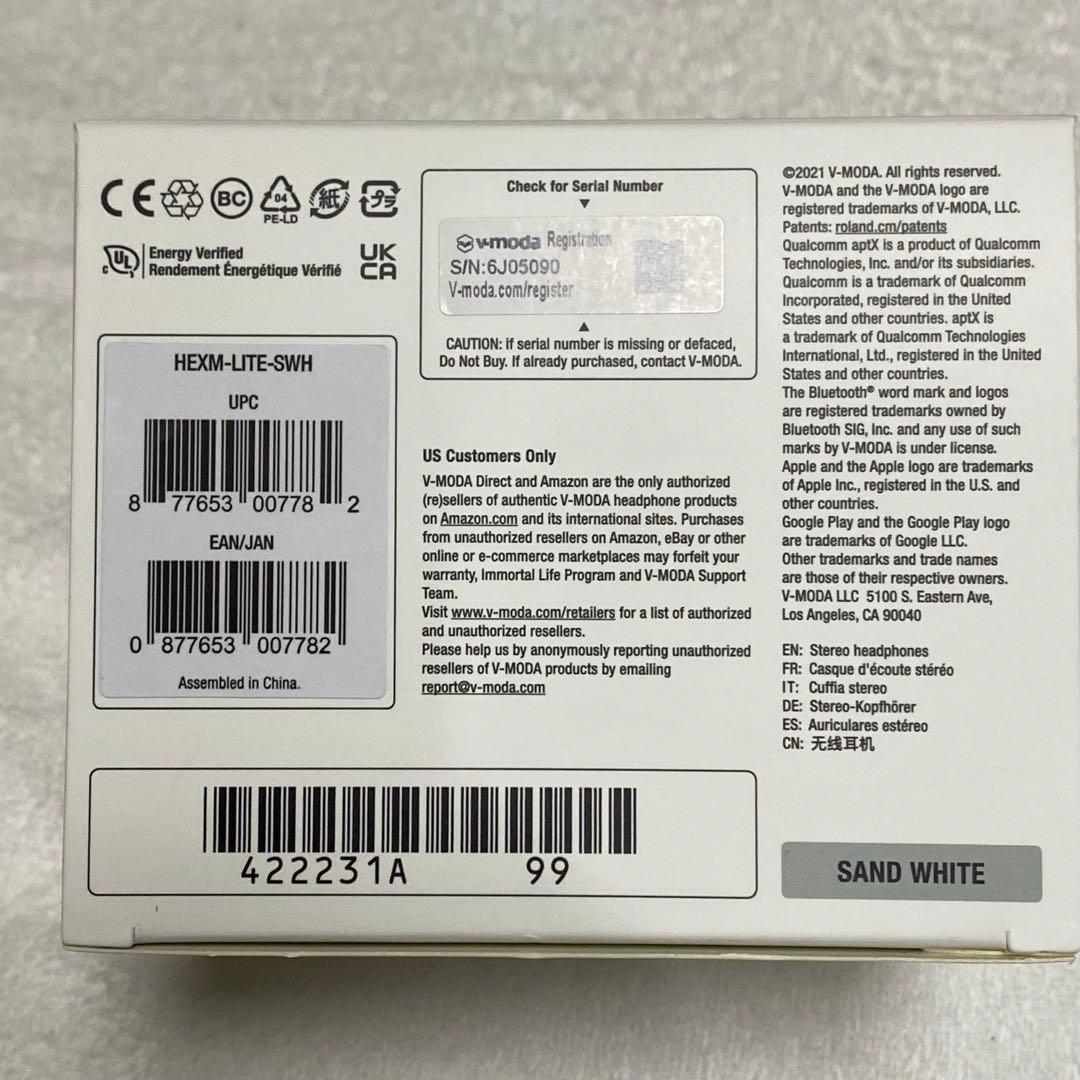 CE
BC
04
PE-LD
紙
プラ
UK
CA
c UL
Energy Verified
Rendement Énergétique Vérifié
HEXM-LITE-SWH
UPC
8 77653 00778 2
EAN/JAN
0 877653 007782
Assembled in China.
Check for Serial Number
v-moda Registration
S/N:6J05090
V-moda.com/register
CAUTION: if serial number is missing or defaced,
Do Not Buy. If already purchased, contact V-MODA.
US Customers Only
V-MODA Direct and Amazon are the only authorized
(re)sellers of authentic V-MODA headphone products
on Amazon.com and its international sites. Purchases
from unauthorized resellers on Amazon, eBay or other
online or e-commerce marketplaces may forfeit your
warranty, Immortal Life Program and V-MODA Support
Team.
Visit www.v-moda.com/retailers for a list of authorized
and unauthorized resellers.
Please help us by anonymously reporting unauthorized
resellers of V-MODA products by emailing
report@v-moda.com
©2021 V-MODA. All rights reserved.
V-MODA and the V-MODA logo are
registered trademarks of V-MODA, LLC.
Patents: roland.cm/patents
Qualcomm aptX is a product of Qualcomm
Technologies, Inc. and/or its subsidiaries.
Qualcomm is a trademark of Qualcomm
Incorporated, registered in the United
States and other countries. aptX is
a trademark of Qualcomm Technologies
International, Ltd., registered in the United
States and other countries.
The Bluetooth® word mark and logos
are registered trademarks owned by
Bluetooth SIG, Inc. and any use of such
marks by V-MODA is under license.
Apple and the Apple logo are trademarks
of Apple Inc., registered in the U.S. and
other countries.
Google Play and the Google Play logo
are trademarks of Google LLC.
Other trademarks and trade names
are those of their respective owners.
V-MODA LLC 5100 S. Eastern Ave,
Los Angeles, CA 90040
EN: Stereo headphones
FR: Casque d'écoute stéréo
IT: Cuffia stereo
DE: Stereo-Kopfhörer
ES: Auriculares estéreo
CN: 无线耳机
422231A 99
SAND WHITE